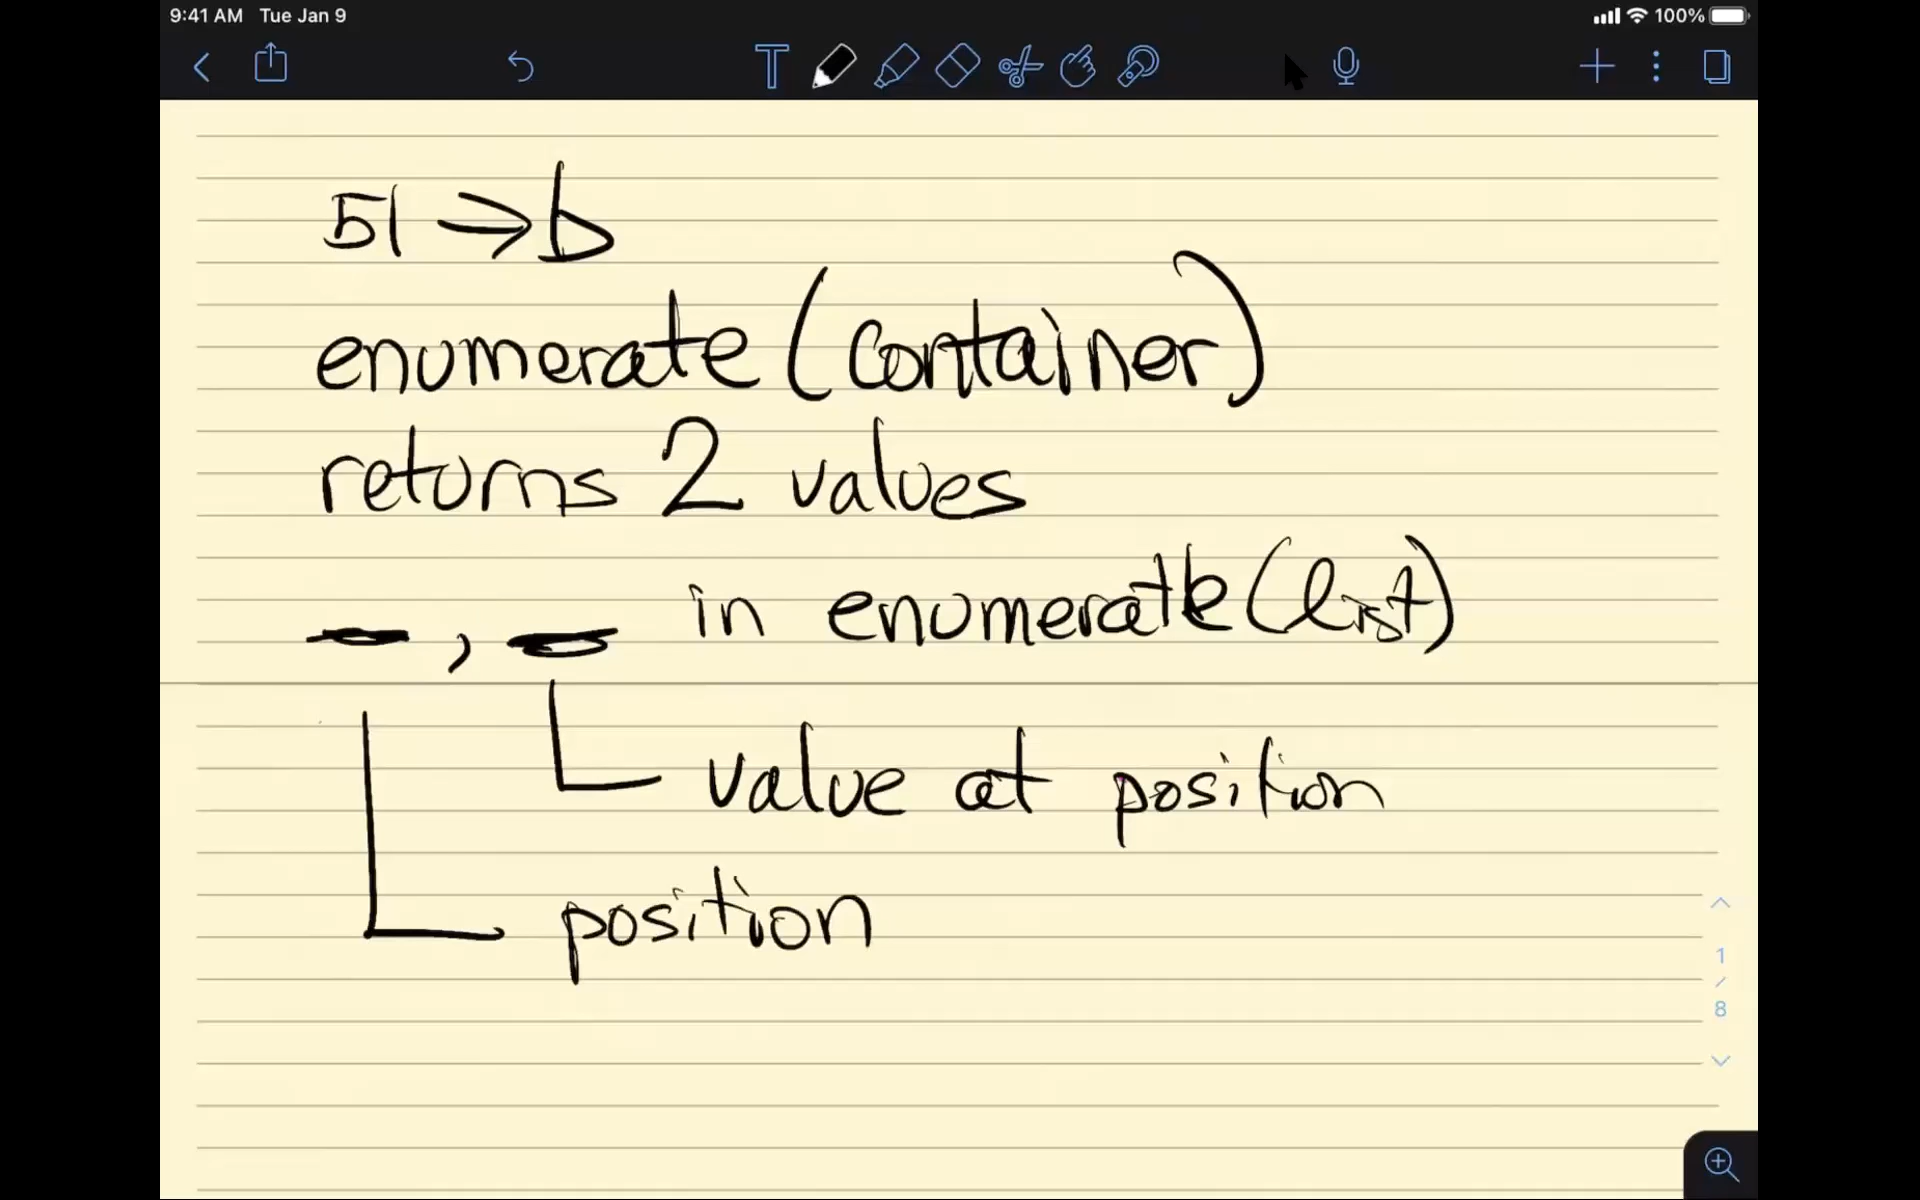 9:41 AM Tue Jan 9 100%
51 → b
enumerate (container)
returns 2 values
_ , _ in enumerate (list)
value at position
position
1
/
8